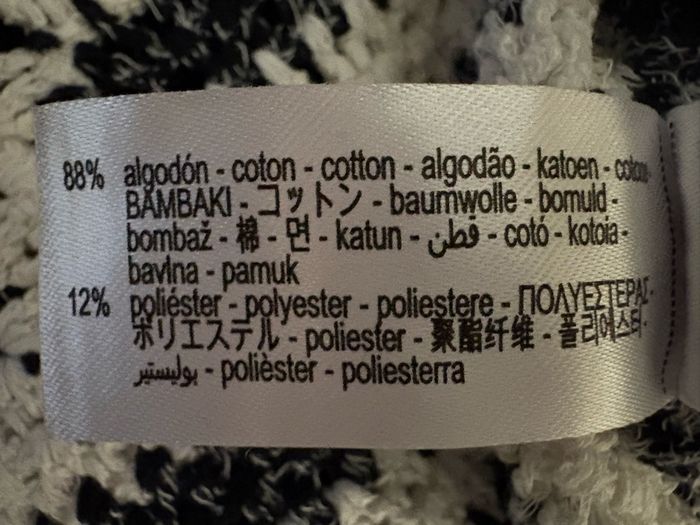 88% algodón - coton - cotton - algodão - katoen - cotone
BAMBAKI - コットン - baumwolle - bomuld -
bombaž - 棉 - 면 - katun - قطن - cotó - kotoia -
bavlna - pamuk
12% poliéster - polyester - poliestere - ΠΟΛΥΕΣΤΕΡΑΣ -
ポリエステル - poliester - 聚酯纤维 - 폴리에스터 -
بوليستير - polièster - poliesterra